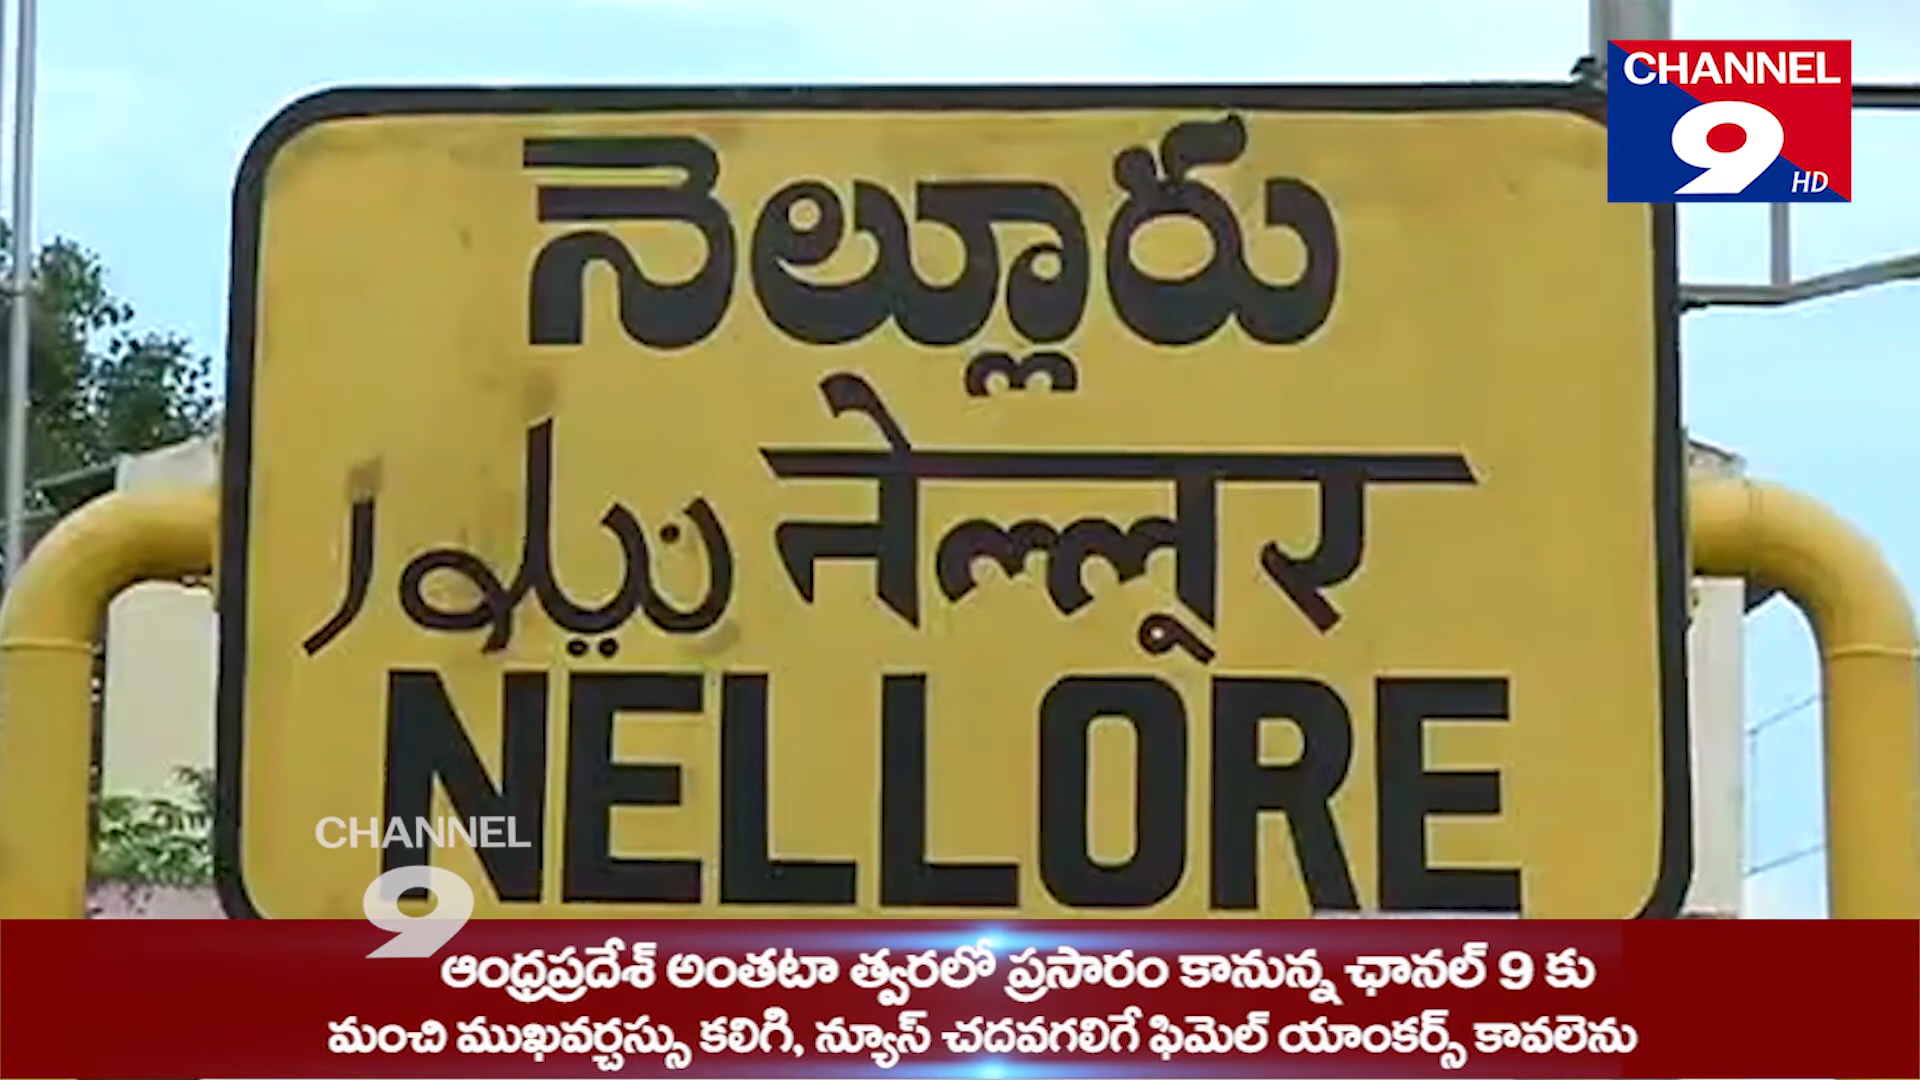 CHANNEL
9
HD
నెల్లూరు
نیلور
नेल्लूर
NELLORE
CHANNEL
9
ఆంధ్రప్రదేశ్ అంతటా త్వరలో ప్రసారం కానున్న ఛానల్ 9 కు
మంచి ముఖవర్చస్సు కలిగి, న్యూస్ చదవగలిగే ఫిమెల్ యాంకర్స్ కావలెను